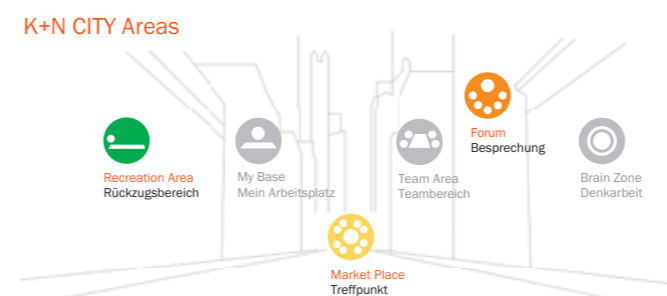 K+N CITY Areas
Forum
Besprechung
Recreation Area
Rückzugsbereich
My Base
Mein Arbeitsplatz
Team Area
Teambereich
Brain Zone
Denkarbeit
Market Place
Treffpunkt